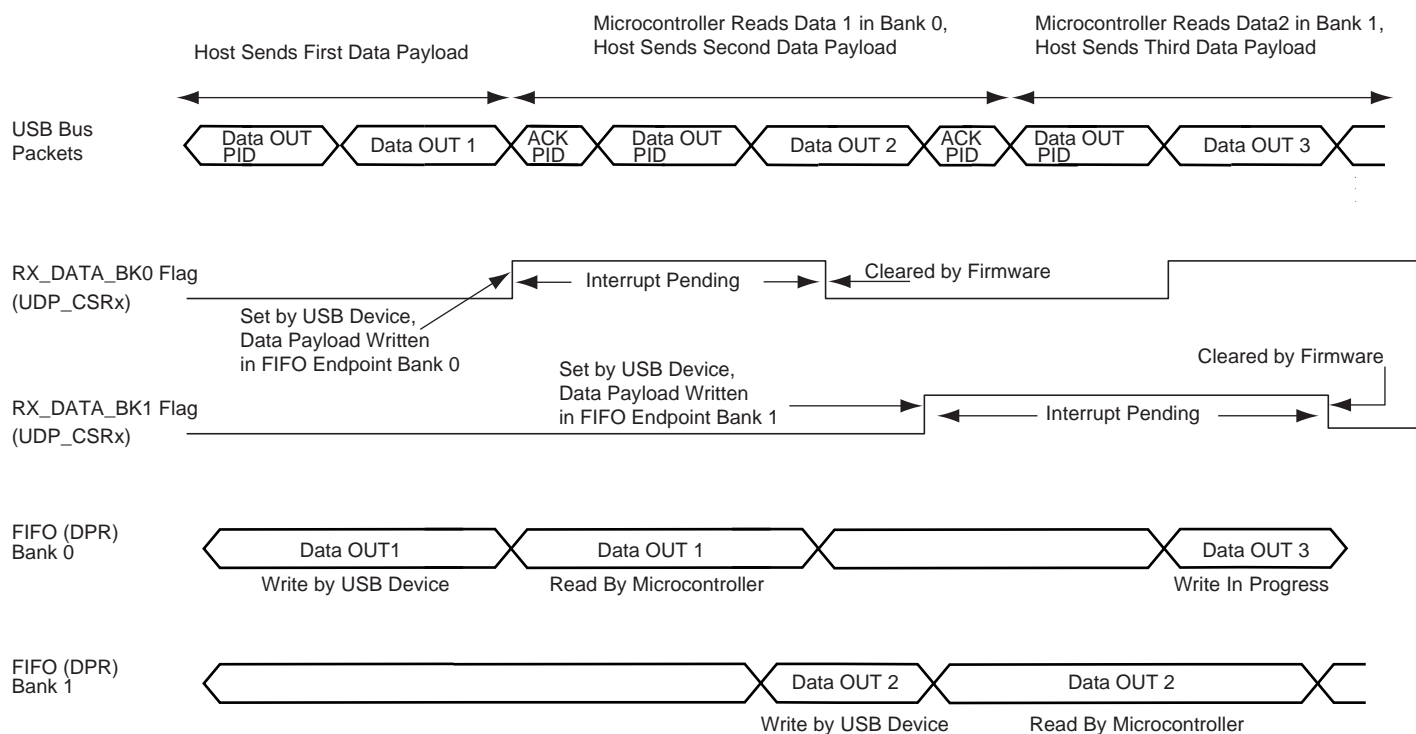 Host Sends First Data Payload
Microcontroller Reads Data 1 in Bank 0,
Host Sends Second Data Payload
Microcontroller Reads Data2 in Bank 1,
Host Sends Third Data Payload
USB Bus
Packets
Data OUT
PID
Data OUT 1
ACK
PID
Data OUT
PID
Data OUT 2
ACK
PID
Data OUT
PID
Data OUT 3
RX_DATA_BK0 Flag
(UDP_CSRx)
Interrupt Pending
Cleared by Firmware
Set by USB Device,
Data Payload Written
in FIFO Endpoint Bank 0
Cleared by Firmware
Set by USB Device,
Data Payload Written
in FIFO Endpoint Bank 1
RX_DATA_BK1 Flag
(UDP_CSRx)
Interrupt Pending
FIFO (DPR)
Bank 0
Data OUT1
Data OUT 1
Data OUT 3
Write by USB Device
Read By Microcontroller
Write In Progress
FIFO (DPR)
Bank 1
Data OUT 2
Data OUT 2
Write by USB Device
Read By Microcontroller